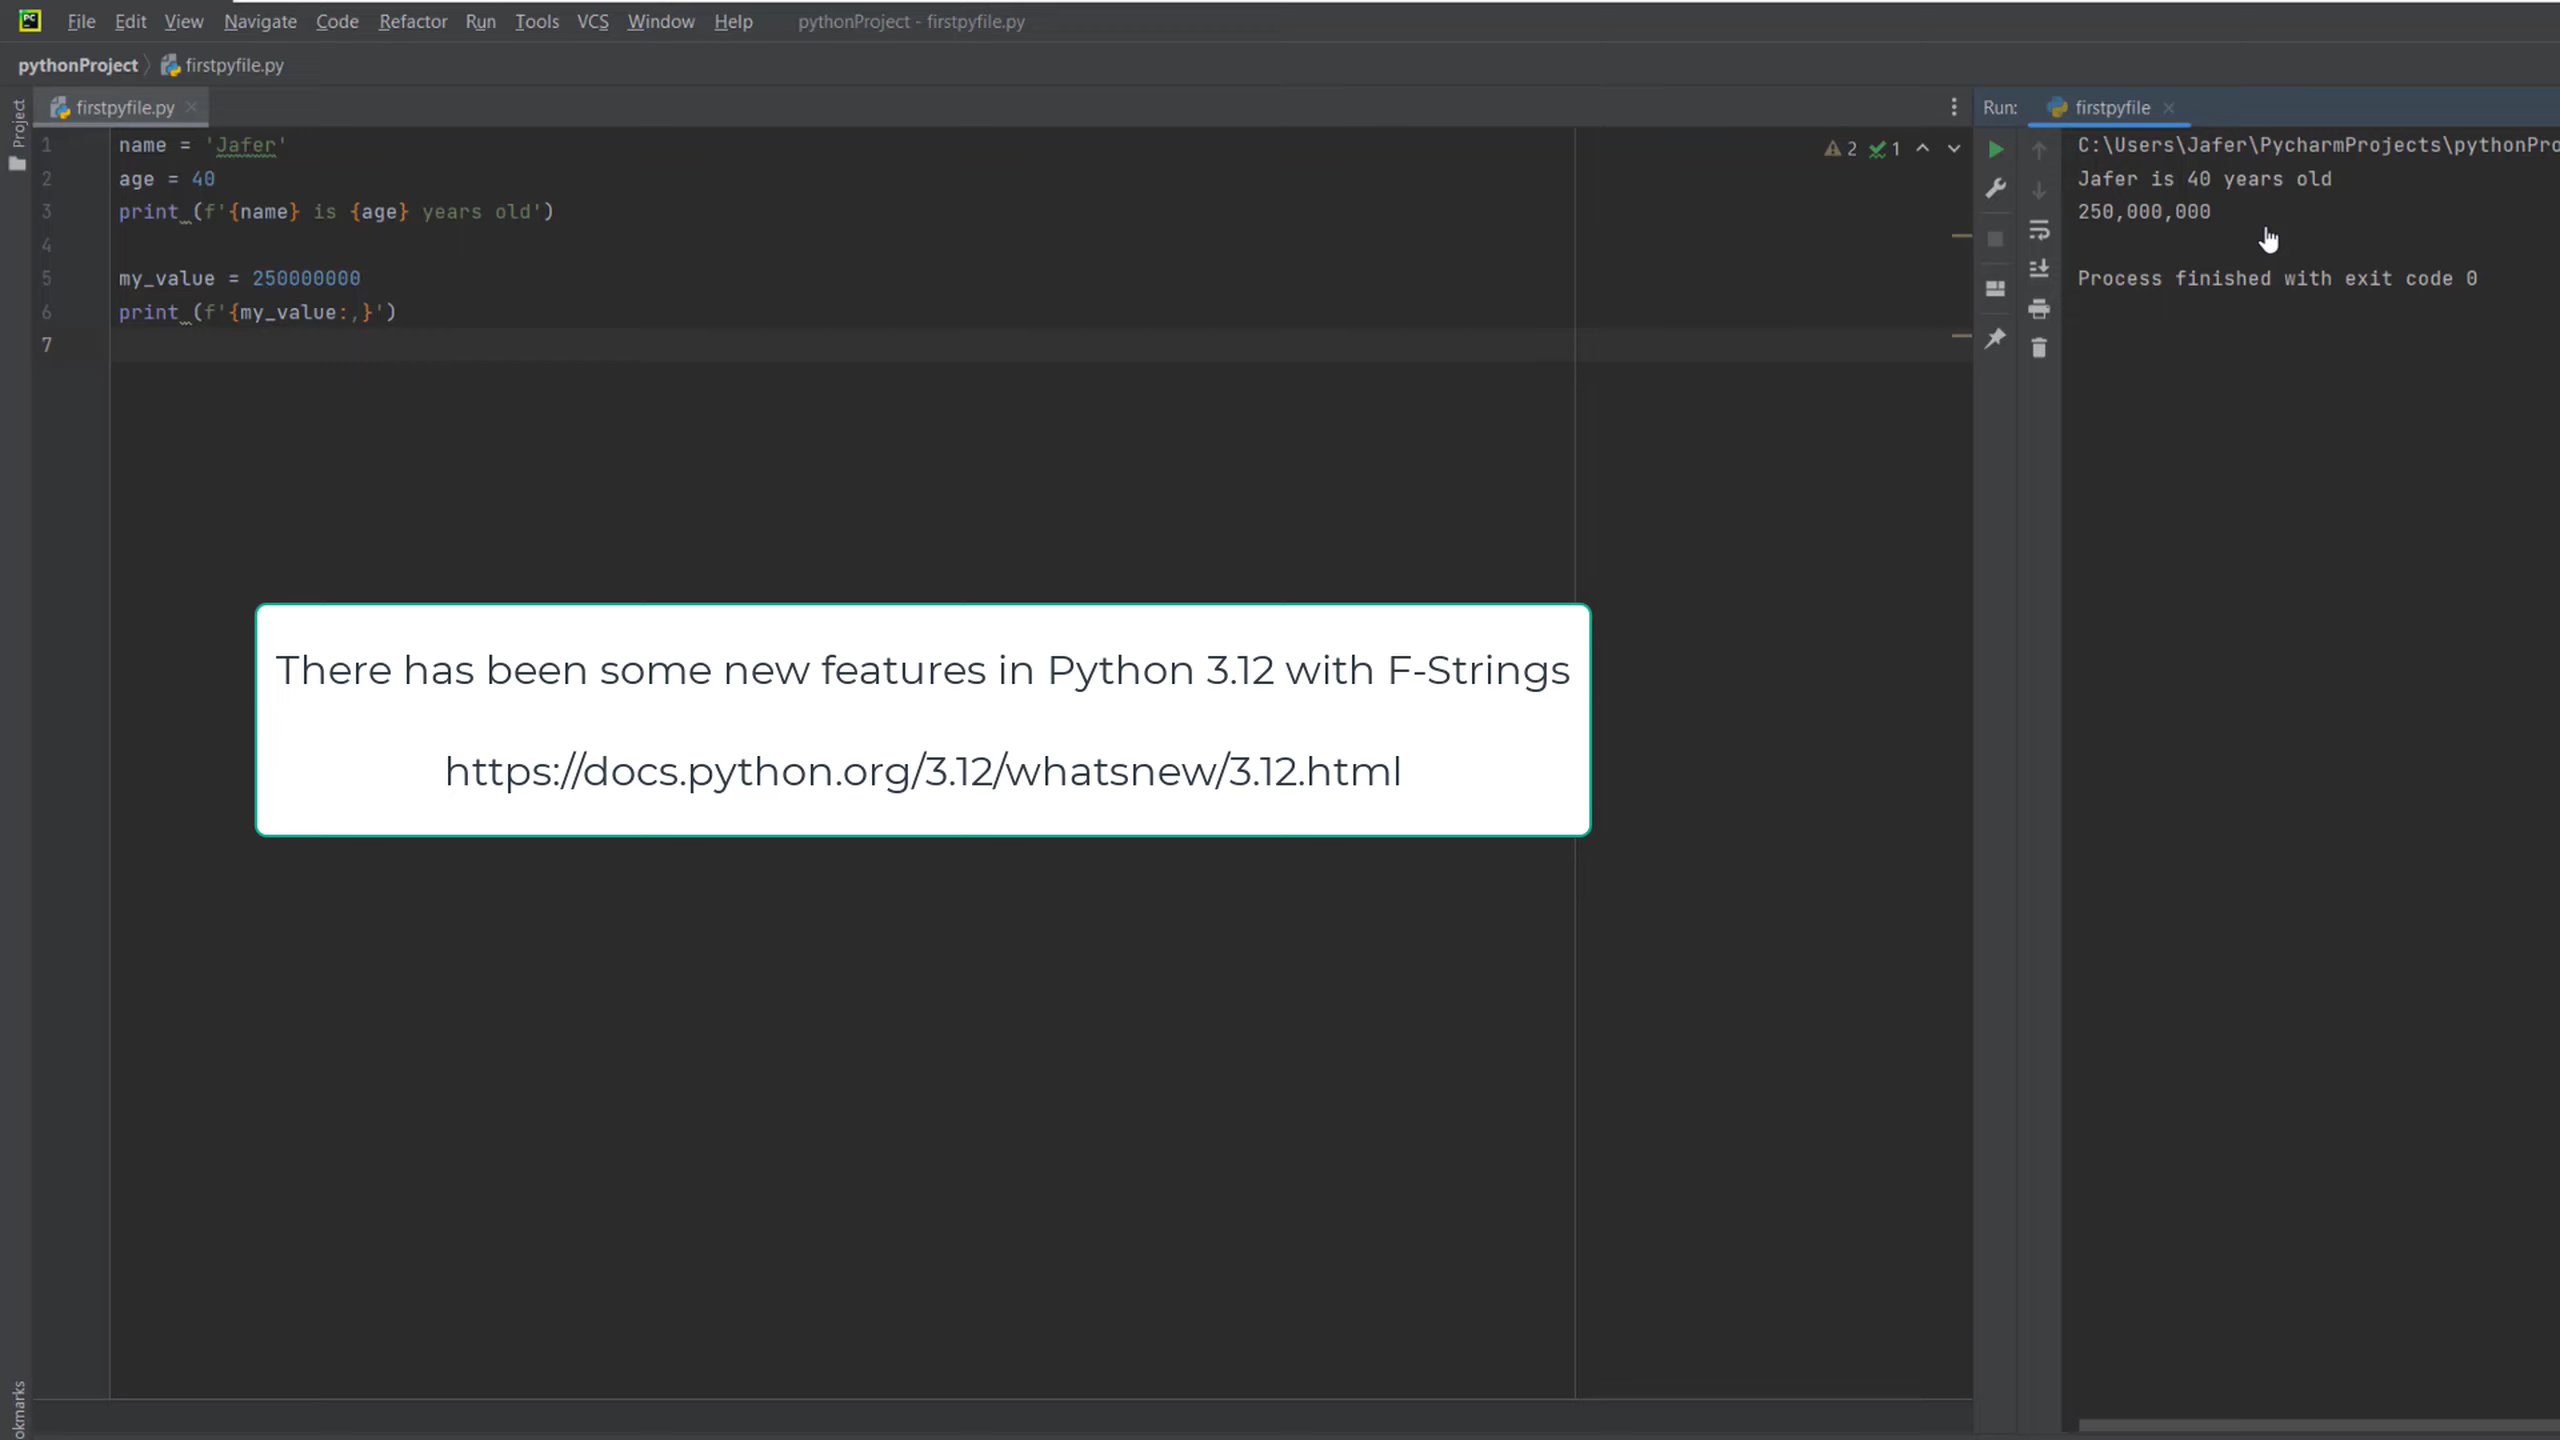 PC File Edit View Navigate Code Refactor Run Tools VCS Window Help pythonProject - firstpyfile.py
pythonProject firstpyfile.py
Project
firstpyfile.py
1 name = 'Jafer'
2 age = 40
3 print (f'{name} is {age} years old')
4
5 my_value = 250000000
6 print (f'{my_value:,}')
7
2 1
Run: firstpyfile
C:\Users\Jafer\PycharmProjects\pythonPro
Jafer is 40 years old
250,000,000
Process finished with exit code 0
There has been some new features in Python 3.12 with F-Strings
https://docs.python.org/3.12/whatsnew/3.12.html
okmarks